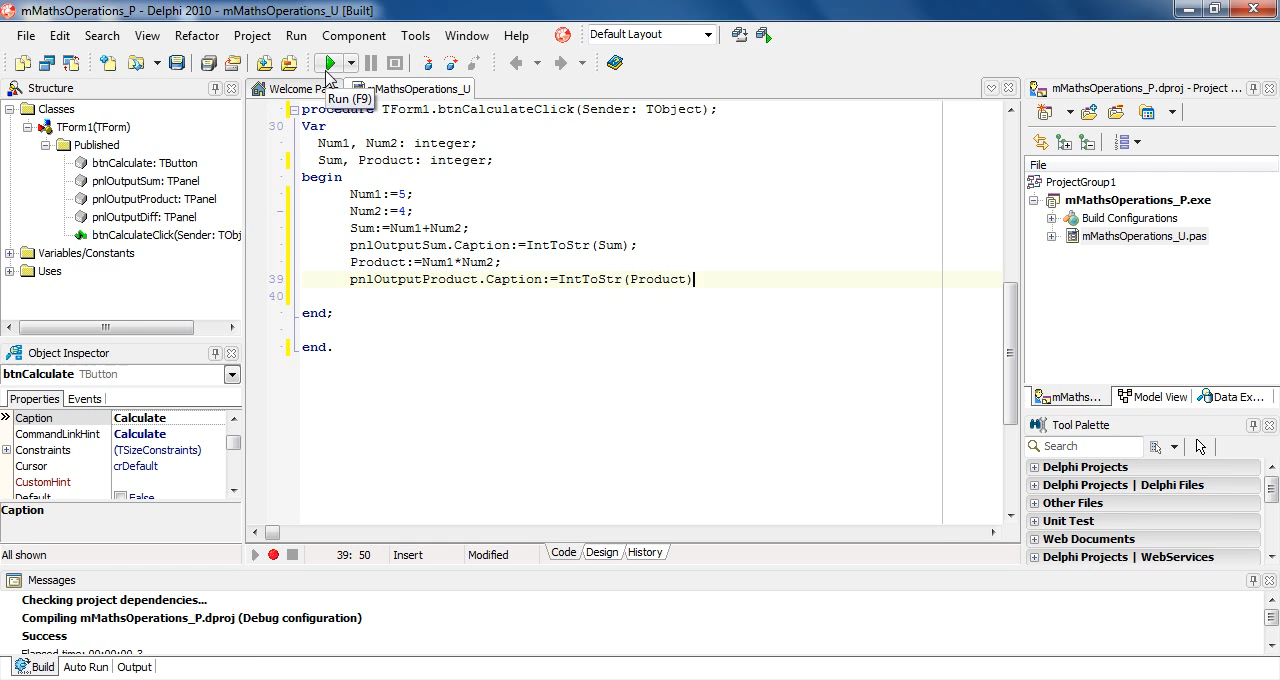 mMathsOperations_P - Delphi 2010 - mMathsOperations_U [Built]
File Edit Search View Refactor Project Run Component Tools Window Help
Default Layout
Structure
Classes
TForm1(TForm)
Published
btnCalculate: TButton
pnlOutputSum: TPanel
pnlOutputProduct: TPanel
pnlOutputDiff: TPanel
btnCalculateClick(Sender: TObj
Variables/Constants
Uses
Object Inspector
btnCalculate TButton
Properties Events
Caption Calculate
CommandLinkHint Calculate
Constraints (TSizeConstraints)
Cursor crDefault
CustomHint
Default False
Caption
All shown
Welcome Pa mMathsOperations_U
Run (F9)
procedure TForm1.btnCalculateClick(Sender: TObject);
30 Var
Num1, Num2: integer;
Sum, Product: integer;
begin
Num1:=5;
Num2:=4;
Sum:=Num1+Num2;
pnlOutputSum.Caption:=IntToStr(Sum);
Product:=Num1*Num2;
39 pnlOutputProduct.Caption:=IntToStr(Product)
40
end;
end.
39: 50 Insert Modified Code Design History
mMathsOperations_P.dproj - Project ...
File
ProjectGroup1
mMathsOperations_P.exe
Build Configurations
mMathsOperations_U.pas
mMaths... Model View Data Ex...
Tool Palette
Search
Delphi Projects
Delphi Projects | Delphi Files
Other Files
Unit Test
Web Documents
Delphi Projects | WebServices
Messages
Checking project dependencies...
Compiling mMathsOperations_P.dproj (Debug configuration)
Success
Elapsed time: 00:00:00.3
Build Auto Run Output